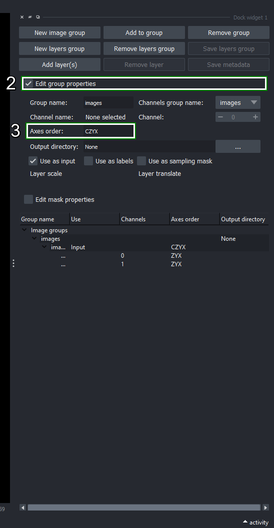 Dock widget 1
New image group Add to group Remove group
New layers group Remove layers group Save layers group
Add layer(s) Remove layer Save metadata
2 Edit group properties
Group name: images Channels group name: images
Channel name: None selected Channel: 0
3 Axes order: CZYX
Output directory: None ...
Use as input Use as labels Use as sampling mask
Layer scale Layer translate
Edit mask properties
Group name Use Channels Axes order Output directory
Image groups
images None
ima... Input CZYX
... 0 ZYX
... 1 ZYX
activity